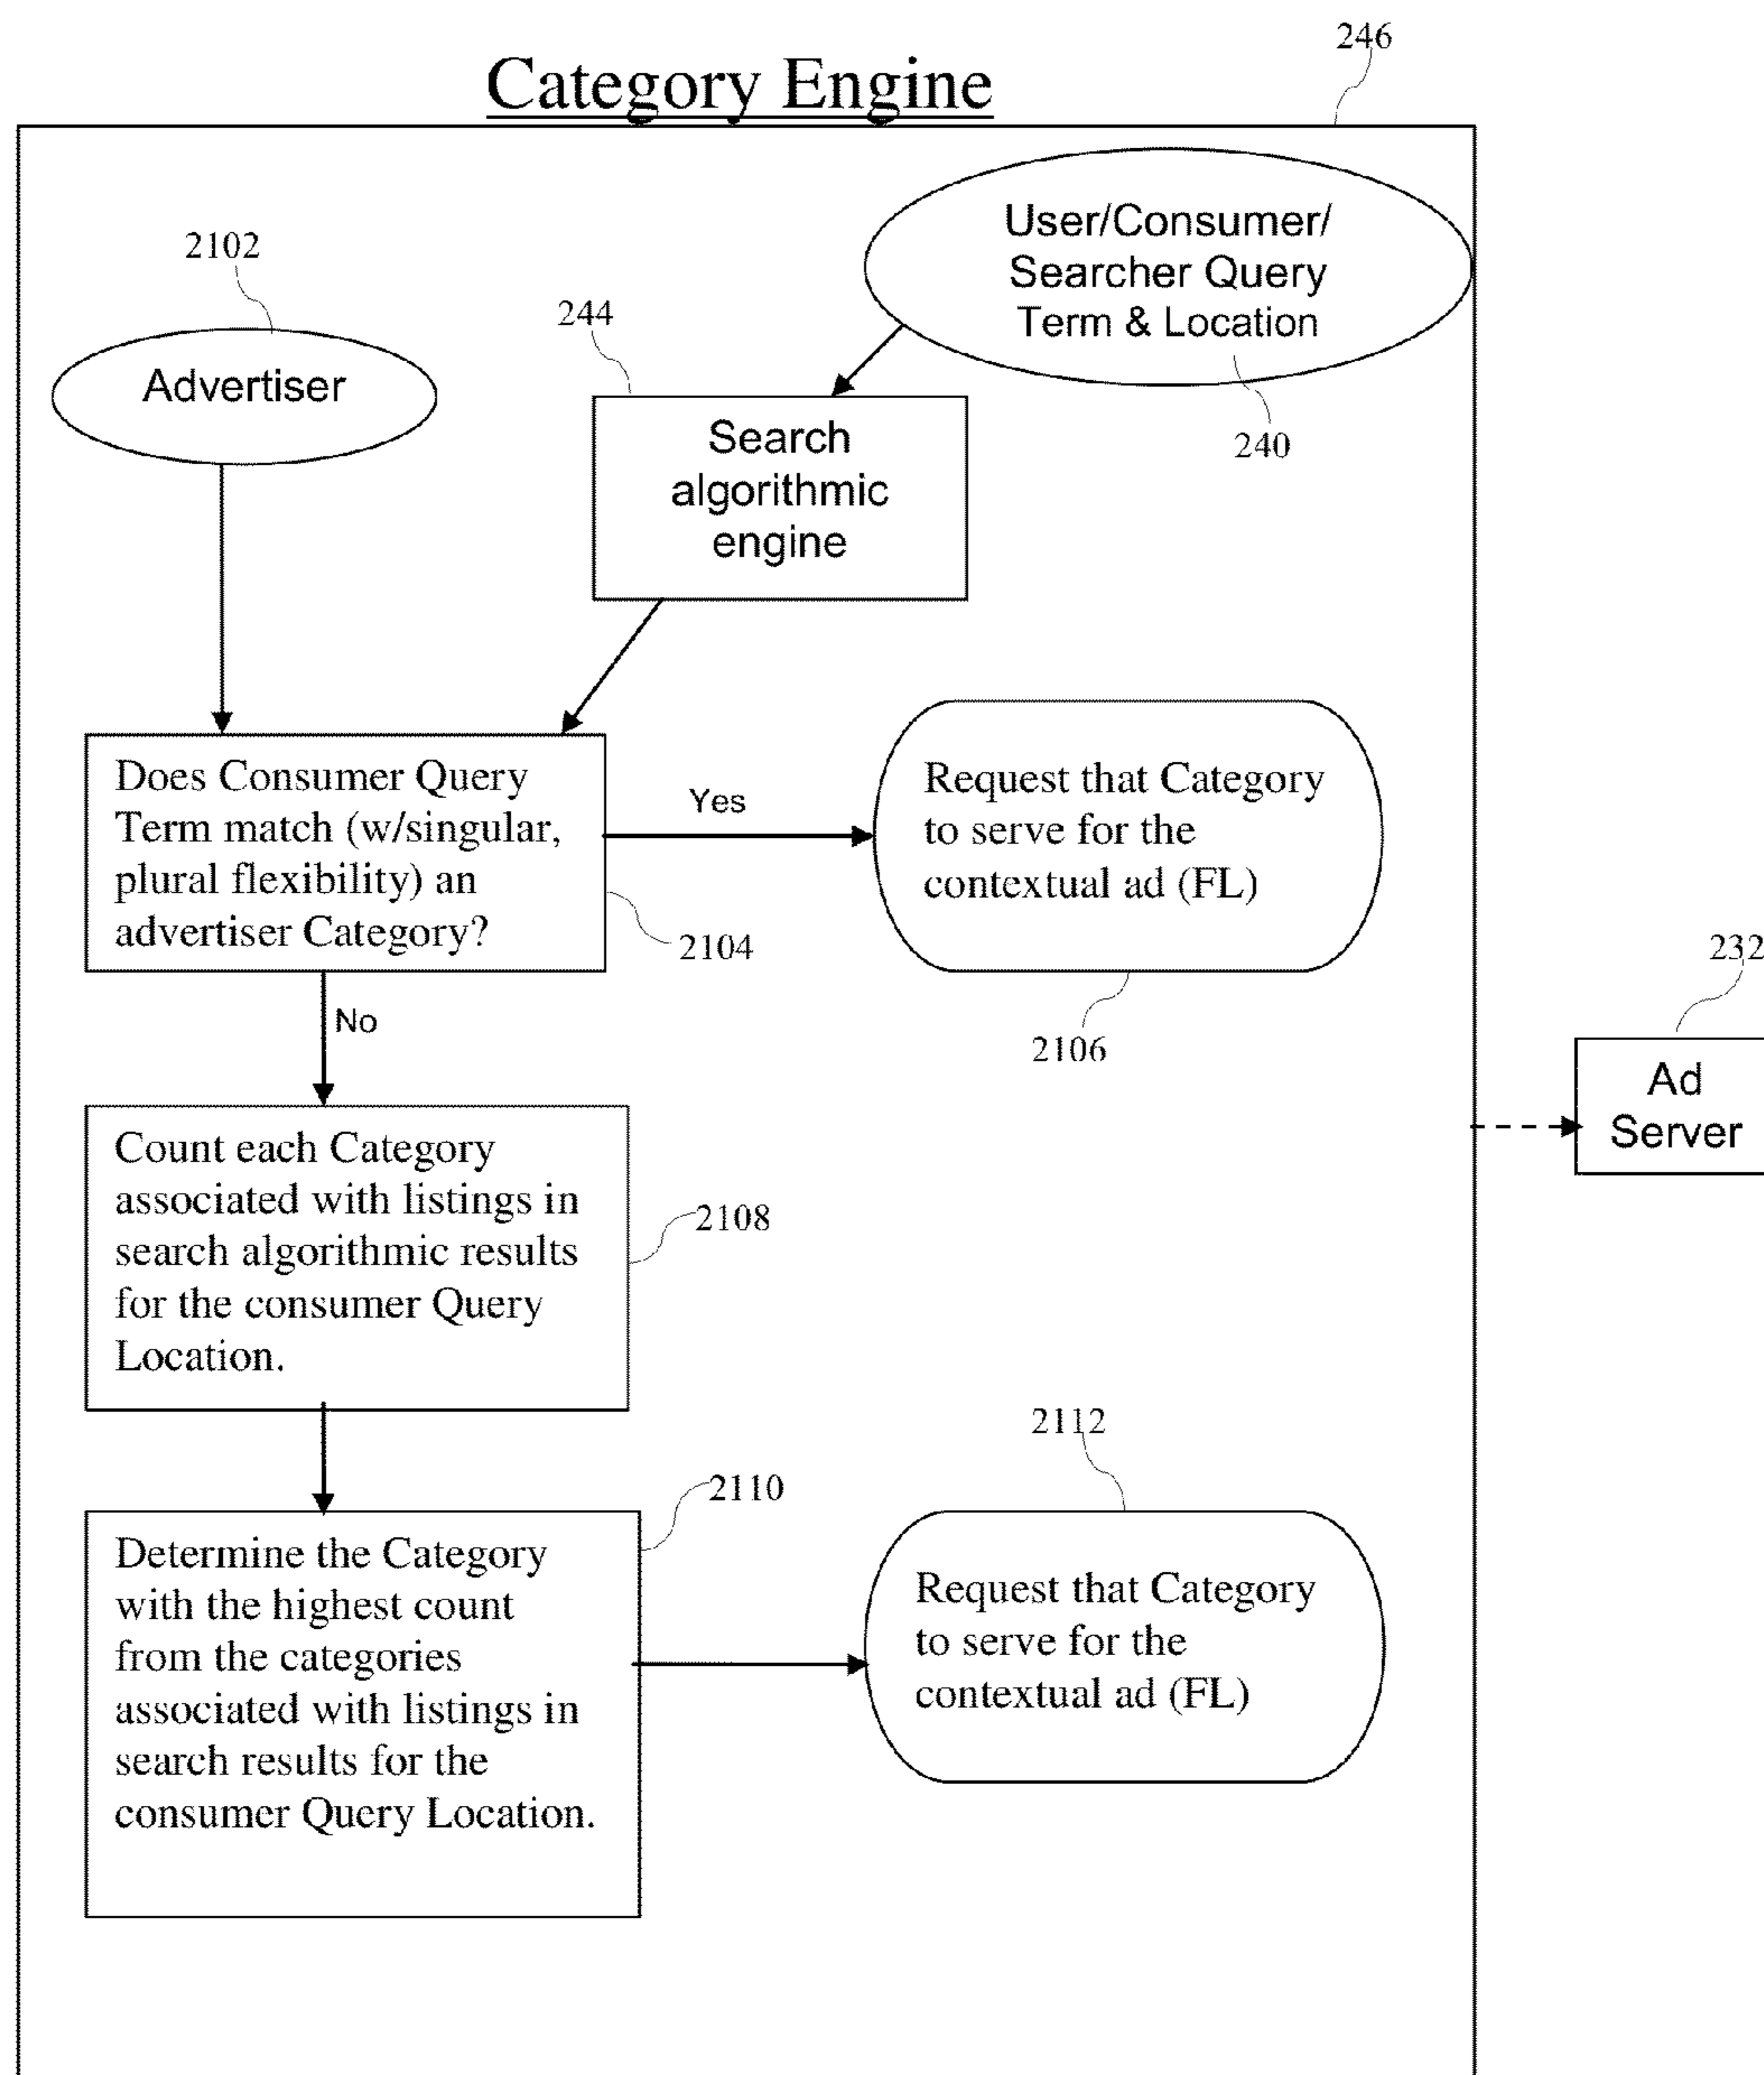 246
Category Engine
User/Consumer/
Searcher Query
Term & Location
240
2102
Advertiser
244
Search
algorithmic
engine
Does Consumer Query
Term match (w/singular,
plural flexibility) an
advertiser Category?
2104
Yes
Request that Category
to serve for the
contextual ad (FL)
2106
No
232
Ad
Server
Count each Category
associated with listings in
search algorithmic results
for the consumer Query
Location.
2108
2110
Determine the Category
with the highest count
from the categories
associated with listings in
search results for the
consumer Query Location.
2112
Request that Category
to serve for the
contextual ad (FL)